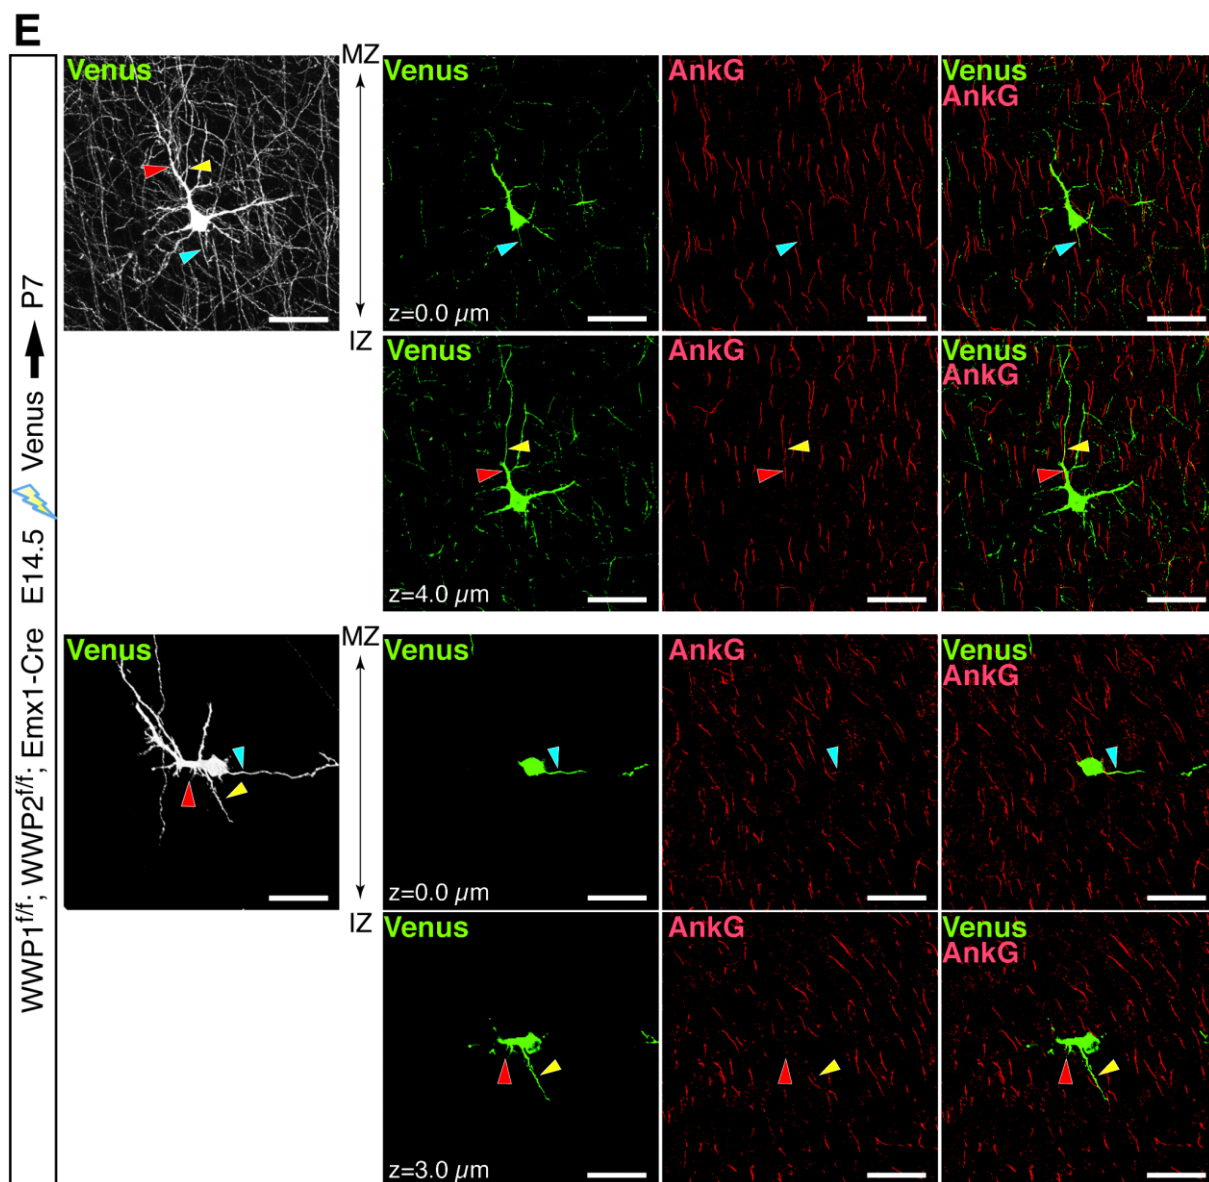 E
WWP1f/f; WWP2f/f; Emx1-Cre E14.5 Venus P7
Venus
MZ
IZ
Venus
z=0.0 µm
AnkG
Venus
AnkG
Venus
z=4.0 µm
AnkG
Venus
AnkG
Venus
MZ
IZ
Venus
z=0.0 µm
AnkG
Venus
AnkG
Venus
z=3.0 µm
AnkG
Venus
AnkG